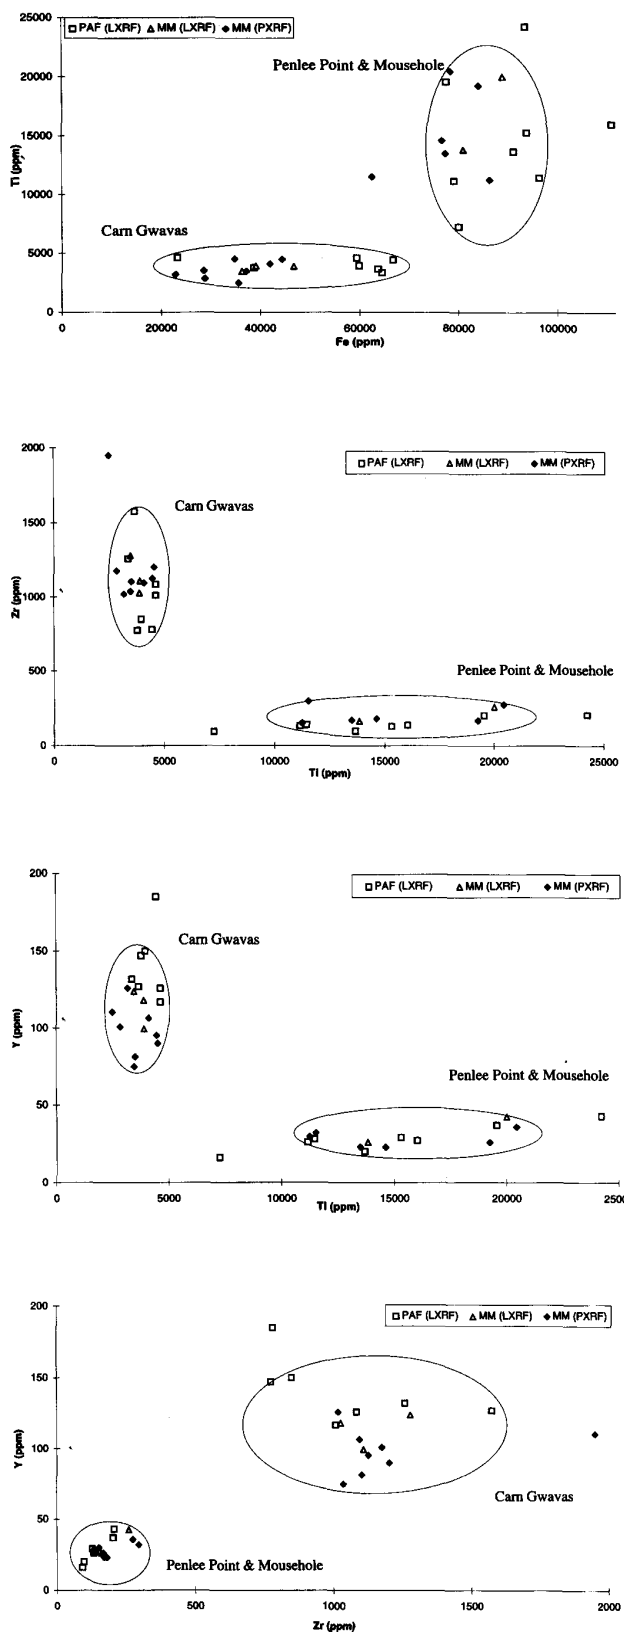 25000
PAF (LXRF) MM (LXRF) MM (PXRF)
Penlee Point & Mousehole
20000
15000
Ti (ppm)
10000
Carn Gwavas
5000
0
0 20000 40000 60000 80000 100000
Fe (ppm)
2000
PAF (LXRF) MM (LXRF) MM (PXRF)
Carn Gwavas
1500
Zr (ppm)
1000
Penlee Point & Mousehole
500
0
0 5000 10000 15000 20000 25000
Ti (ppm)
200
PAF (LXRF) MM (LXRF) MM (PXRF)
Carn Gwavas
150
Y (ppm)
100
Penlee Point & Mousehole
50
0
0 5000 10000 15000 20000 2500
Ti (ppm)
200
PAF (LXRF) MM (LXRF) MM (PXRF)
150
Y (ppm)
100
Carn Gwavas
50
Penlee Point & Mousehole
0
0 500 1000 1500 2000
Zr (ppm)